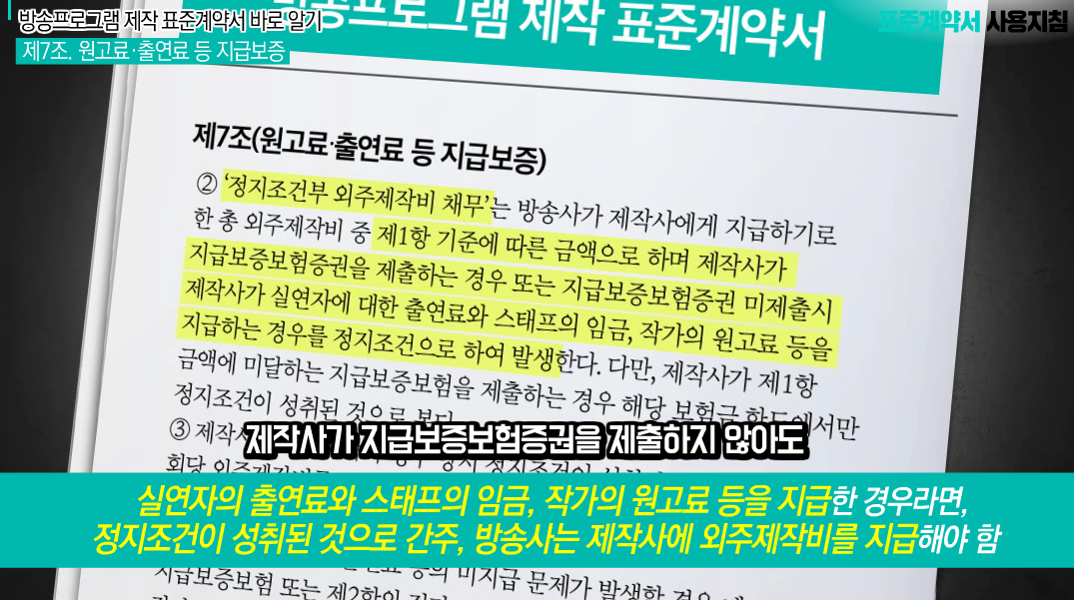 방송프로그램 제작 표준계약서 바로 알기
제7조. 원고료·출연료 등 지급보증
표준계약서 사용지침
제작 표준계약서
제7조(원고료·출연료 등 지급보증)
② ‘정지조건부 외주제작비 채무’는 방송사가 제작사에게 지급하기로
한 총 외주제작비 중 제1항 기준에 따른 금액으로 하며 제작사가
지급보증보험증권을 제출하는 경우 또는 지급보증보험증권 미제출시
제작사가 실연자에 대한 출연료와 스태프의 임금, 작가의 원고료 등을
지급하는 경우를 정지조건으로 하여 발생한다. 다만, 제작사가 제1항
금액에 미달하는 지급보증보험을 제출하는 경우 해당 보험금 한도에서만
정지조건이 성취된 것으로 본다.
③ 제작사
제작사가 지급보증보험증권을 제출하지 않아도
회당
실연자의 출연료와 스태프의 임금, 작가의 원고료 등을 지급한 경우라면,
정지조건이 성취된 것으로 간주, 방송사는 제작사에 외주제작비를 지급해야 함
등의 미지급 문제가 발생할 경우
지급보증보험 또는 제2항의